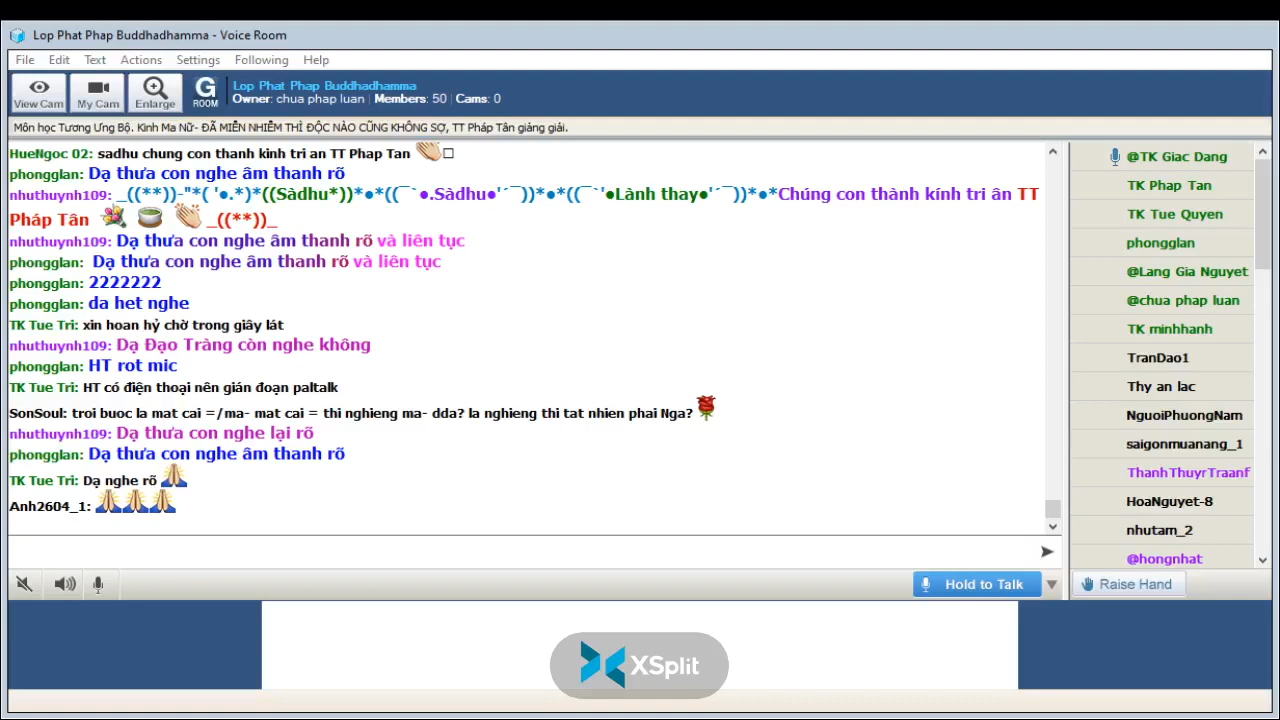 Lop Phat Phap Buddhadhamma - Voice Room
File Edit Text Actions Settings Following Help
View Cam My Cam Enlarge G ROOM
Lop Phat Phap Buddhadhamma
Owner: chua phap luan | Members: 50 | Cams: 0
Môn học Tương Ưng Bộ. Kinh Ma Nữ- ĐÃ MIỄN NHIỄM THÌ ĐỘC NÀO CŨNG KHÔNG SỢ, TT Pháp Tân giảng giải.
HueNgoc 02: sadhu chung con thanh kinh tri an TT Phap Tan 👏□
phongglan: Dạ thưa con nghe âm thanh rõ
nhuthuynh109: _((**))-"*( '●.*)*((Sàdhu*))*●*((¯`●.Sàdhu●'´¯))*●*((¯`'●Lành thay●'´¯))*●*Chúng con thành kính tri ân TT
Pháp Tân 💐 🍵 👏 _((**))_
nhuthuynh109: Dạ thưa con nghe âm thanh rõ và liên tục
phongglan: Dạ thưa con nghe âm thanh rõ và liên tục
phongglan: 2222222
phongglan: da het nghe
TK Tue Tri: xin hoan hỷ chờ trong giây lát
nhuthuynh109: Dạ Đạo Tràng còn nghe không
phongglan: HT rot mic
TK Tue Tri: HT có điện thoại nên gián đoạn paltalk
SonSoul: troi buoc la mat cai =/ma- mat cai = thi nghieng ma- dda? la nghieng thi tat nhien phai Nga? 🌹
nhuthuynh109: Dạ thưa con nghe lại rõ
phongglan: Dạ thưa con nghe âm thanh rõ
TK Tue Tri: Dạ nghe rõ 🙏
Anh2604_1: 🙏🙏🙏
Hold to Talk
@TK Giac Dang
TK Phap Tan
TK Tue Quyen
phongglan
@Lang Gia Nguyet
@chua phap luan
TK minhhanh
TranDao1
Thy an lac
NguoiPhuongNam
saigonmuanang_1
ThanhThuyrTraanf
HoaNguyet-8
nhutam_2
@hongnhat
Raise Hand
XSplit